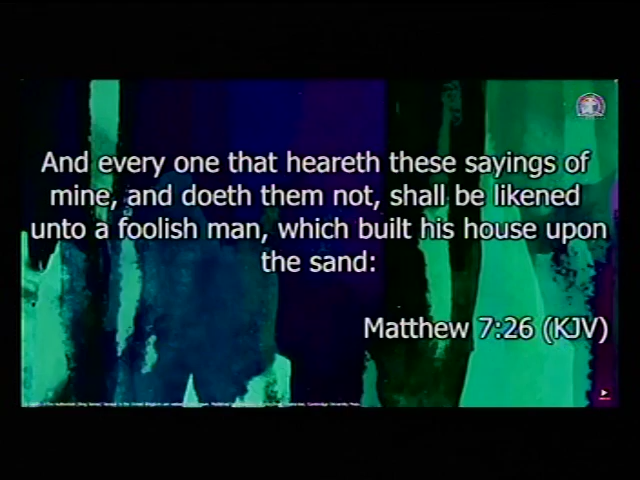 And every one that heareth these sayings of
mine, and doeth them not, shall be likened
unto a foolish man, which built his house upon
the sand:
Matthew 7:26 (KJV)